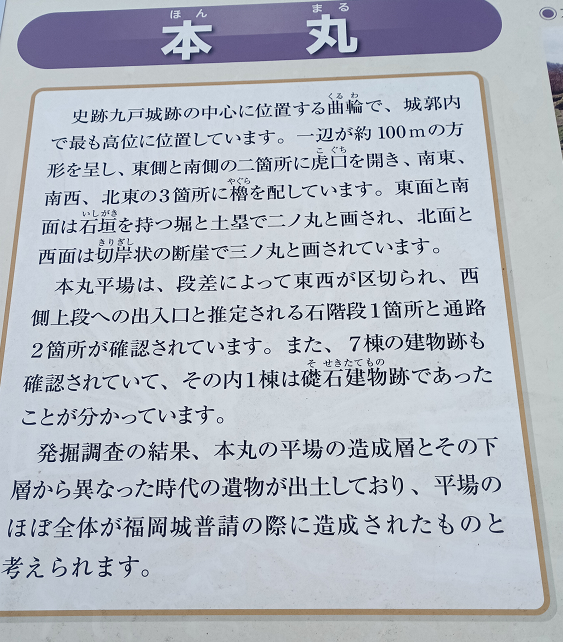 ほん まる
本丸
史跡九戸城跡の中心に位置する曲輪で、城郭内
で最も高位に位置しています。一辺が約100mの方
形を呈し、東側と南側の二箇所に虎口を開き、南東、
南西、北東の3箇所に櫓を配しています。東面と南
面は石垣を持つ堀と土塁で二ノ丸と画され、北面と
西面は切岸状の断崖で三ノ丸と画されています。
本丸平場は、段差によって東西が区切られ、西
側上段への出入口と推定される石階段1箇所と通路
2箇所が確認されています。また、7棟の建物跡も
確認されていて、その内1棟は礎石建物跡であった
ことが分かっています。
発掘調査の結果、本丸の平場の造成層とその下
層から異なった時代の遺物が出土しており、平場の
ほぼ全体が福岡城普請の際に造成されたものと
考えられます。